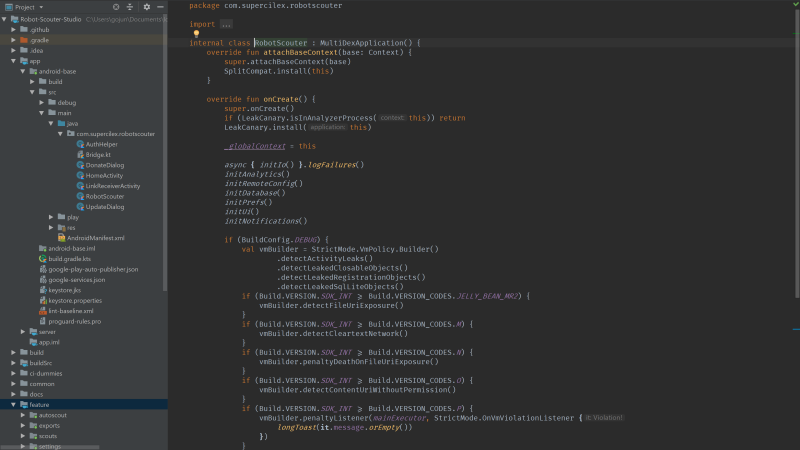 Project
Robot-Scouter-Studio C:\Users\
.github
.gradle
.idea
app
android-base
build
src
debug
main
java
com.supercilex.robotscouter
AuthHelper
Bridge.kt
DonateDialog
HomeActivity
LinkReceiverActivity
RobotScouter
UpdateDialog
play
res
AndroidManifest.xml
android-base.iml
build.gradle.kts
google-play-auto-publisher.json
google-services.json
keystore.jks
keystore.properties
lint-baseline.xml
proguard-rules.pro
server
app.iml
build
buildSrc
ci-dummies
common
docs
feature
autoscout
exports
scouts
settings
package com.supercilex.robotscouter
import ...
internal class RobotScouter : MultiDexApplication() {
override fun attachBaseContext(base: Context) {
super.attachBaseContext(base)
SplitCompat.install(this)
}
override fun onCreate() {
super.onCreate()
if (LeakCanary.isInAnalyzerProcess( context: this)) return
LeakCanary.install( application: this)
_globalContext = this
async { initIo() }.logFailures()
initAnalytics()
initRemoteConfig()
initDatabase()
initPrefs()
initUi()
initNotifications()
if (BuildConfig.DEBUG) {
val vmBuilder = StrictMode.VmPolicy.Builder()
.detectActivityLeaks()
.detectLeakedClosableObjects()
.detectLeakedRegistrationObjects()
.detectLeakedSqlLiteObjects()
if (Build.VERSION.SDK_INT ≥ Build.VERSION_CODES.JELLY_BEAN_MR2) {
vmBuilder.detectFileUriExposure()
}
if (Build.VERSION.SDK_INT ≥ Build.VERSION_CODES.M) {
vmBuilder.detectCleartextNetwork()
}
if (Build.VERSION.SDK_INT ≥ Build.VERSION_CODES.N) {
vmBuilder.penaltyDeathOnFileUriExposure()
}
if (Build.VERSION.SDK_INT ≥ Build.VERSION_CODES.O) {
vmBuilder.detectContentUriWithoutPermission()
}
if (Build.VERSION.SDK_INT ≥ Build.VERSION_CODES.P) {
vmBuilder.penaltyListener(mainExecutor, StrictMode.OnVmViolationListener { it: Violation!
longToast(it.message.orEmpty())
})
}